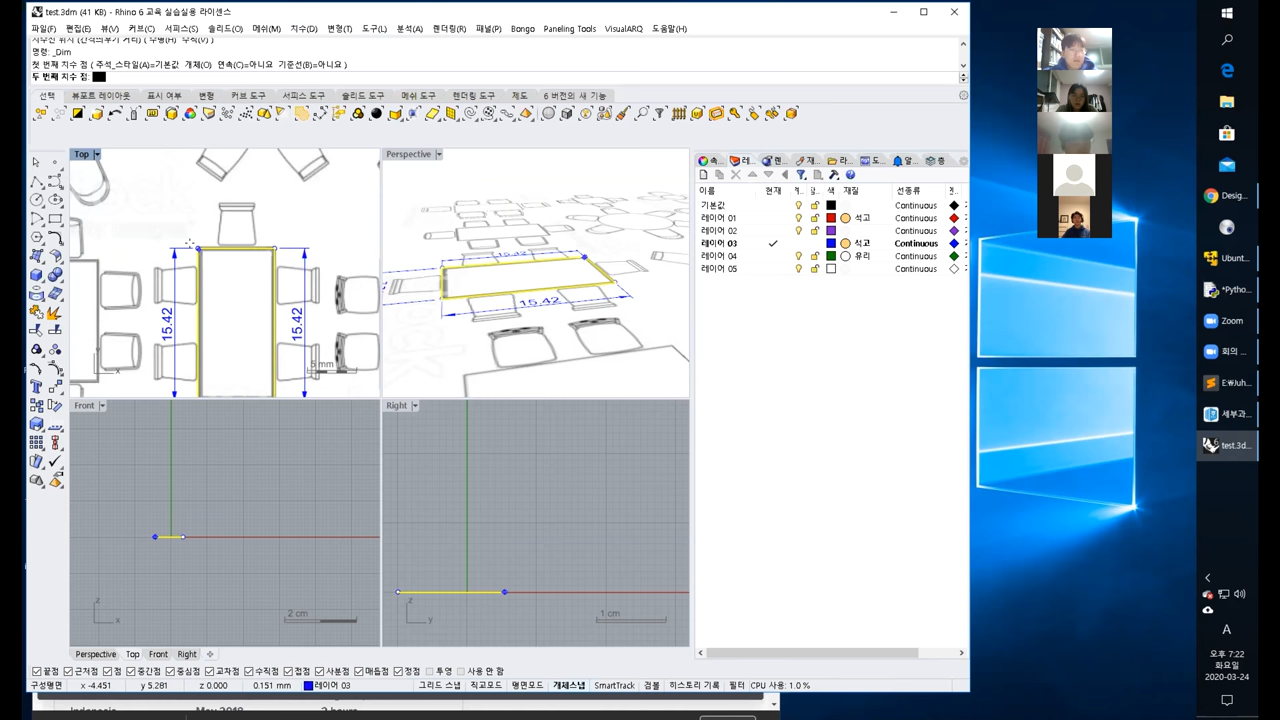 test.3dm (41 KB) - Rhino 6 교육 실습실용 라이센스
파일(F) 편집(E) 뷰(V) 커브(C) 서피스(S) 솔리드(O) 메쉬(M) 치수(D) 변형(T) 도구(L) 분석(A) 렌더링(R) 패널(P) Bongo Paneling Tools VisualARQ 도움말(H)
명령: _Dim
첫 번째 치수 점 ( 주석_스타일(A)=기본값 개체(O) 연속(C)=아니요 기준선(B)=아니요 )
두 번째 치수 점:
선택 뷰포트 레이아웃 표시 여부 변형 커브 도구 서피스 도구 솔리드 도구 메쉬 도구 렌더링 도구 제도 6 버전의 새 기능
Top
Perspective
15.42
15.42
5 mm
x
15.42
15.42
Front
Right
z
x
2 cm
z
y
1 cm
이름 현재 색 재질 선종류
기본값 Continuous
레이어 01 석고 Continuous
레이어 02 Continuous
레이어 03 석고 Continuous
레이어 04 유리 Continuous
레이어 05 Continuous
Perspective Top Front Right
끝점 근처점 점 중간점 중심점 교차점 수직점 접점 사분점 매듭점 정점 투영 사용 안 함
구성평면 x -4.451 y 5.281 z 0.000 0.151 mm 레이어 03 그리드 스냅 직교모드 평면모드 개체스냅 SmartTrack 검볼 히스토리 기록 필터 CPU 사용: 1.0 %
Desig...
Ubunt...
*Pytho...
Zoom
회의 ...
E:\Juh...
세부과...
test.3d...
A
오후 7:22
화요일
2020-03-24